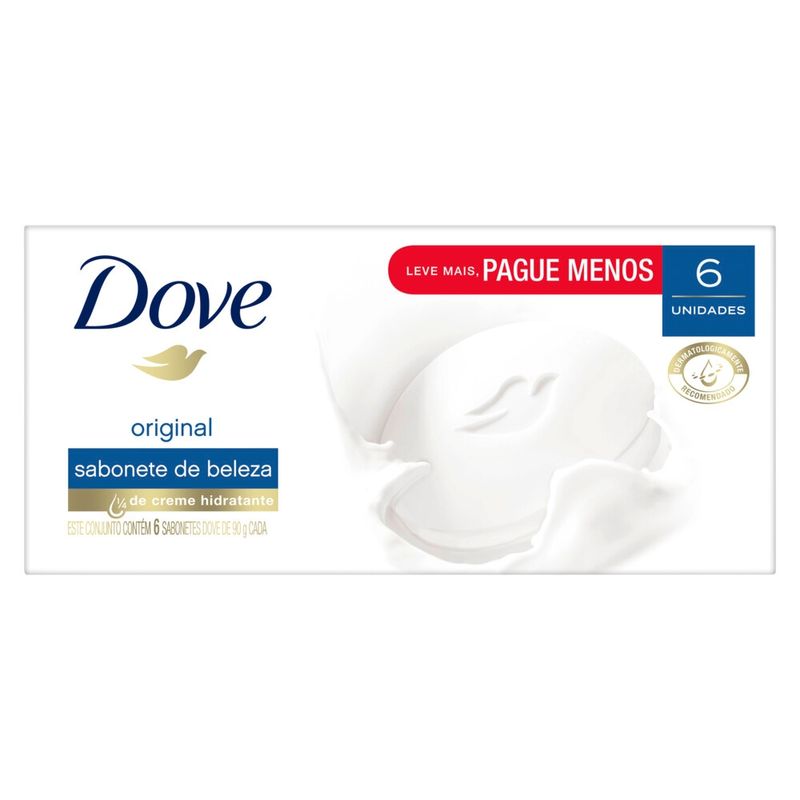 Dove
original
sabonete de beleza
¼ de creme hidratante
ESTE CONJUNTO CONTÉM 6 SABONETES DOVE DE 90 g CADA
LEVE MAIS, PAGUE MENOS
6
UNIDADES
DERMATOLOGICAMENTE
RECOMENDADO